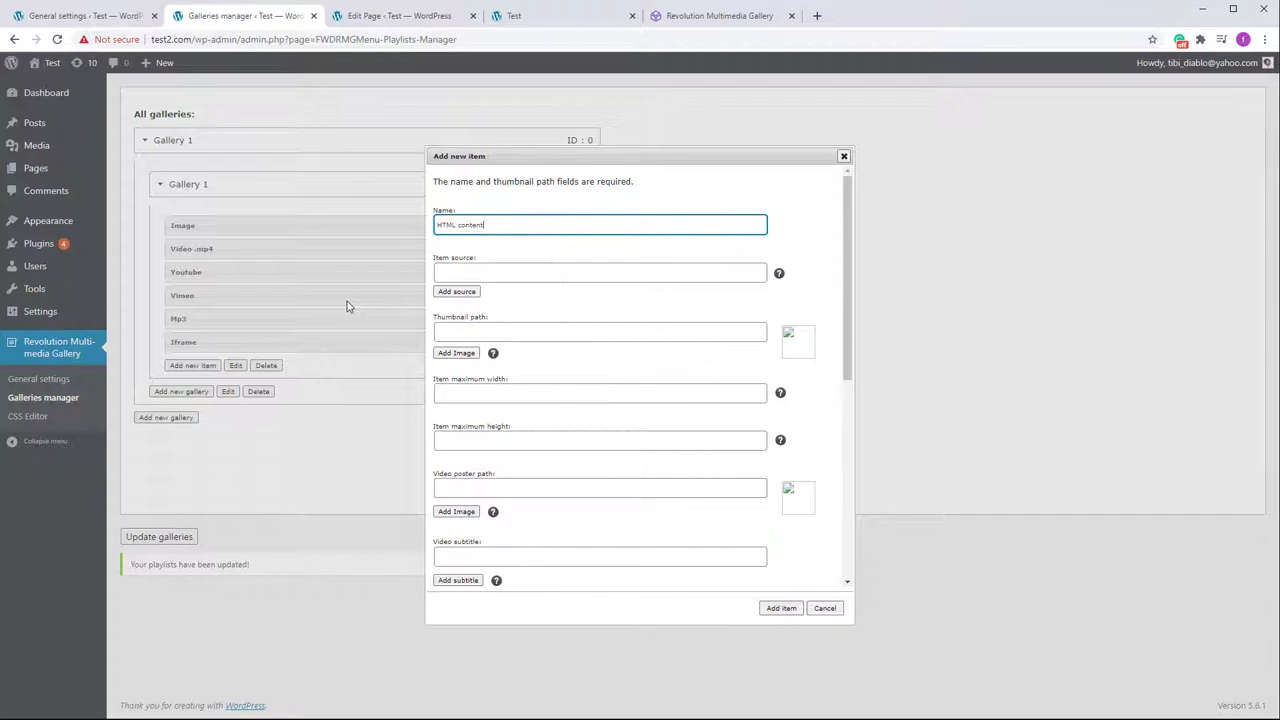 General settings ‹ Test — WordP
Galleries manager ‹ Test — Wor
Edit Page ‹ Test — WordPress
Test
Revolution Multimedia Gallery
Not secure
test2.com/wp-admin/admin.php?page=FWDRMGMenu-Playlists-Manager
off
f
Test
10
0
New
Howdy, tibi_diablo@yahoo.com
Dashboard
Posts
Media
Pages
Comments
Appearance
Plugins 4
Users
Tools
Settings
Revolution Multi-
media Gallery
General settings
Galleries manager
CSS Editor
Collapse menu
All galleries:
Gallery 1
ID : 0
Gallery 1
Image
Video .mp4
Youtube
Vimeo
Mp3
Iframe
Add new item
Edit
Delete
Add new gallery
Edit
Delete
Add new gallery
Update galleries
Your playlists have been updated!
Add new item
The name and thumbnail path fields are required.
Name:
HTML content
Item source:
?
Add source
Thumbnail path:
Add Image
?
Item maximum width:
?
Item maximum height:
?
Video poster path:
Add Image
?
Video subtitle:
Add subtitle
?
Add item
Cancel
Thank you for creating with WordPress.
Version 5.6.1